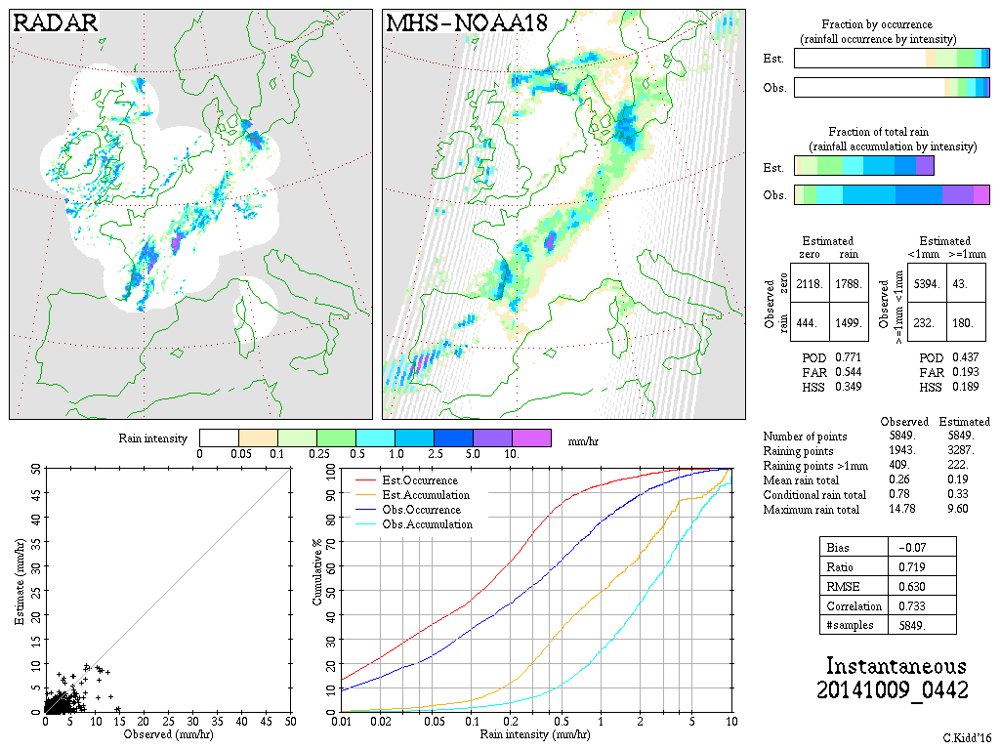 RADAR
MHS-NOAA18
Fraction by occurrence
(rainfall occurrence by intensity)
Est.
Obs.
Fraction of total rain
(rainfall accumulation by intensity)
Est.
Obs.
Estimated
zero rain
Observed
zero
rain
2118. 1788.
444. 1499.
POD 0.771
FAR 0.544
HSS 0.349
Estimated
<1mm >=1mm
Observed
<1mm
>=1mm
5394. 43.
232. 180.
POD 0.437
FAR 0.193
HSS 0.189
Rain intensity
0 0.05 0.1 0.25 0.5 1.0 2.5 5.0 10.
mm/hr
Observed Estimated
Number of points 5849. 5849.
Raining points 1943. 3287.
Raining points >1mm 409. 222.
Mean rain total 0.26 0.19
Conditional rain total 0.78 0.33
Maximum rain total 14.78 9.60
Estimate (mm/hr)
50
45
40
35
30
25
20
15
10
5
0
0 5 10 15 20 25 30 35 40 45 50
Observed (mm/hr)
Cumulative %
100
90
80
70
60
50
40
30
20
10
0
Est.Occurrence
Est.Accumulation
Obs.Occurrence
Obs.Accumulation
0.01 0.02 0.05 0.1 0.2 0.5 1 2 5 10
Rain intensity (mm/hr)
Bias -0.07
Ratio 0.719
RMSE 0.630
Correlation 0.733
#samples 5849.
Instantaneous
20141009_0442
C.Kidd'16